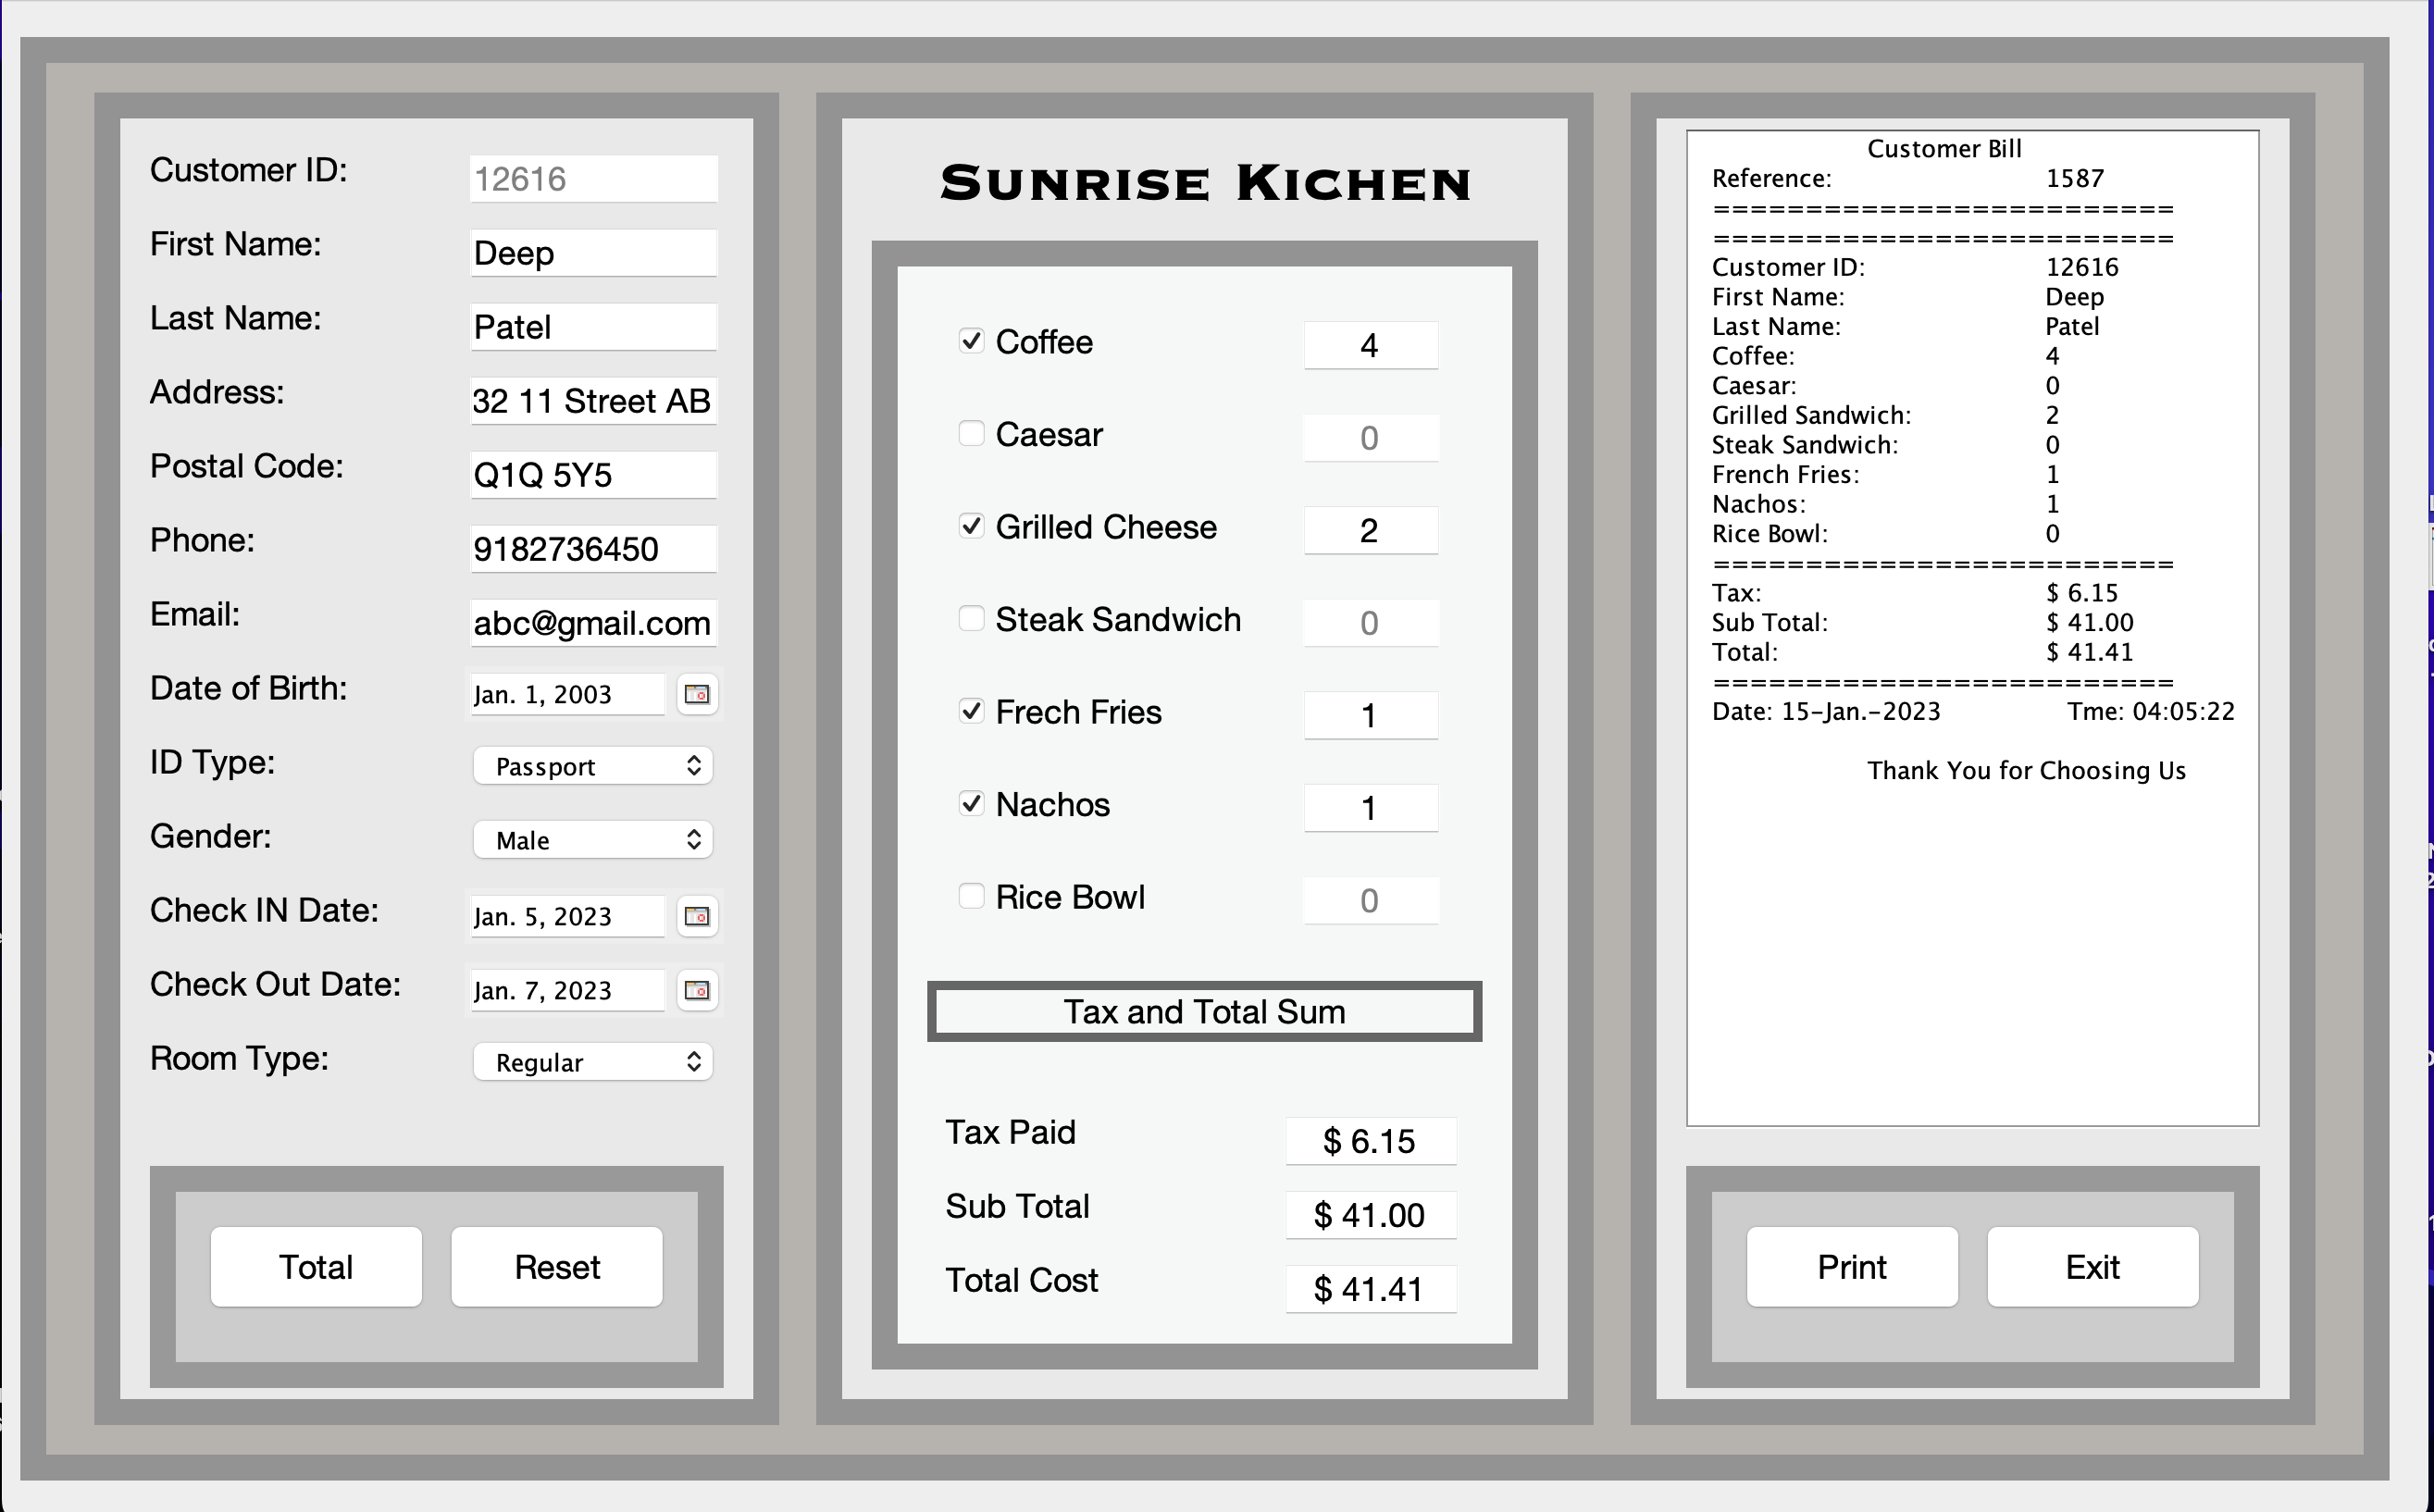 Customer ID: 12616
First Name: Deep
Last Name: Patel
Address: 32 11 Street AB
Postal Code: Q1Q 5Y5
Phone: 9182736450
Email: abc@gmail.com
Date of Birth: Jan. 1, 2003
ID Type: Passport
Gender: Male
Check IN Date: Jan. 5, 2023
Check Out Date: Jan. 7, 2023
Room Type: Regular
Total Reset
Sunrise Kichen
Coffee 4
Caesar 0
Grilled Cheese 2
Steak Sandwich 0
Frech Fries 1
Nachos 1
Rice Bowl 0
Tax and Total Sum
Tax Paid $ 6.15
Sub Total $ 41.00
Total Cost $ 41.41
Customer Bill
Reference: 1587
=========================
=========================
Customer ID: 12616
First Name: Deep
Last Name: Patel
Coffee: 4
Caesar: 0
Grilled Sandwich: 2
Steak Sandwich: 0
French Fries: 1
Nachos: 1
Rice Bowl: 0
=========================
Tax: $ 6.15
Sub Total: $ 41.00
Total: $ 41.41
=========================
Date: 15-Jan.-2023 Tme: 04:05:22
Thank You for Choosing Us
Print Exit